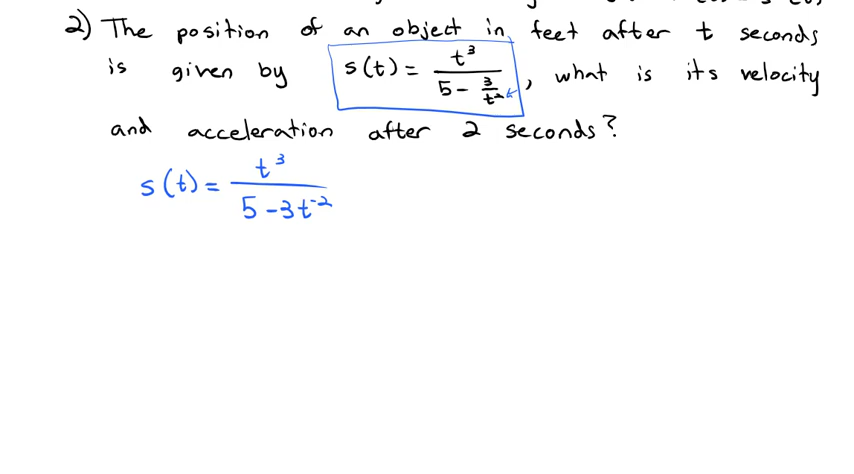 2) The position of an object in feet after t seconds
is given by s(t) = t³ / (5 - 3/t²), what is its velocity
and acceleration after 2 seconds?
s(t) = t³ / (5 - 3t⁻²)